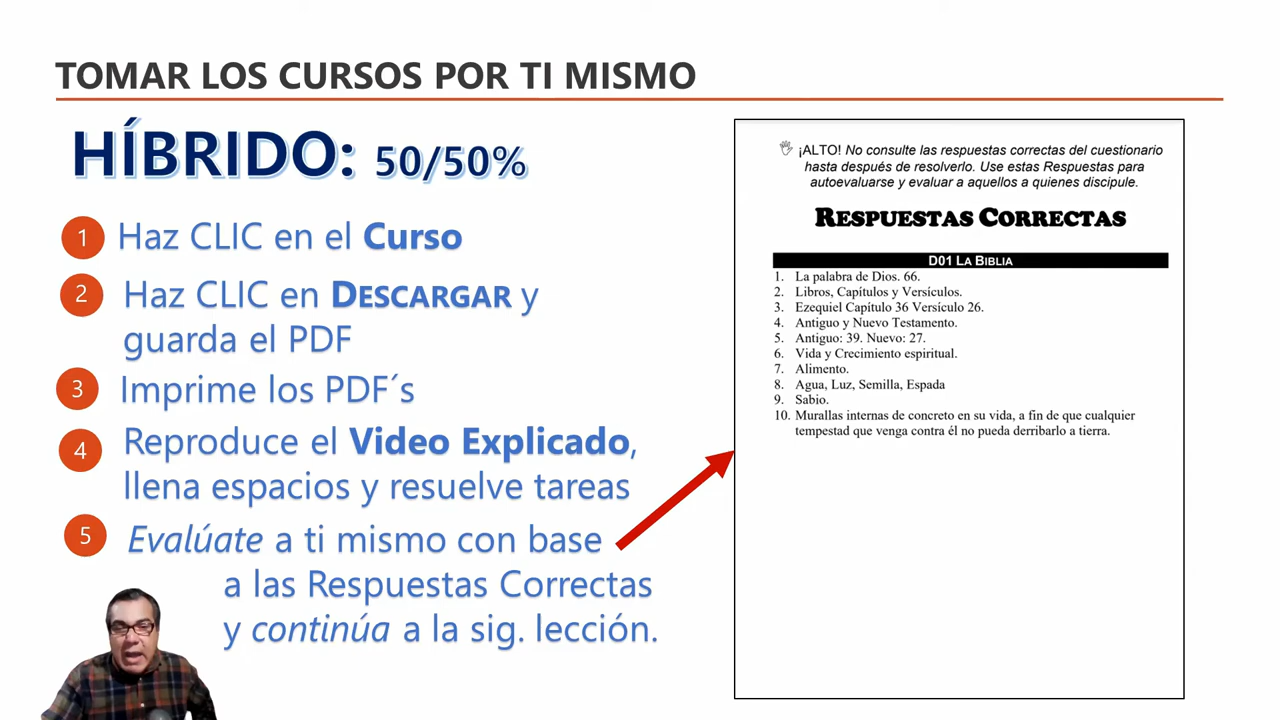 TOMAR LOS CURSOS POR TI MISMO
HÍBRIDO: 50/50%
1 Haz CLIC en el Curso
2 Haz CLIC en DESCARGAR y
guarda el PDF
3 Imprime los PDF´s
4 Reproduce el Video Explicado,
llena espacios y resuelve tareas
5 Evalúate a ti mismo con base
a las Respuestas Correctas
y continúa a la sig. lección.
¡ALTO! No consulte las respuestas correctas del cuestionario
hasta después de resolverlo. Use estas Respuestas para
autoevaluarse y evaluar a aquellos a quienes discipule.
RESPUESTAS CORRECTAS
D01 LA BIBLIA
1. La palabra de Dios. 66.
2. Libros, Capítulos y Versículos.
3. Ezequiel Capítulo 36 Versículo 26.
4. Antiguo y Nuevo Testamento.
5. Antiguo: 39. Nuevo: 27.
6. Vida y Crecimiento espiritual.
7. Alimento.
8. Agua, Luz, Semilla, Espada
9. Sabio.
10. Murallas internas de concreto en su vida, a fin de que cualquier
tempestad que venga contra él no pueda derribarlo a tierra.